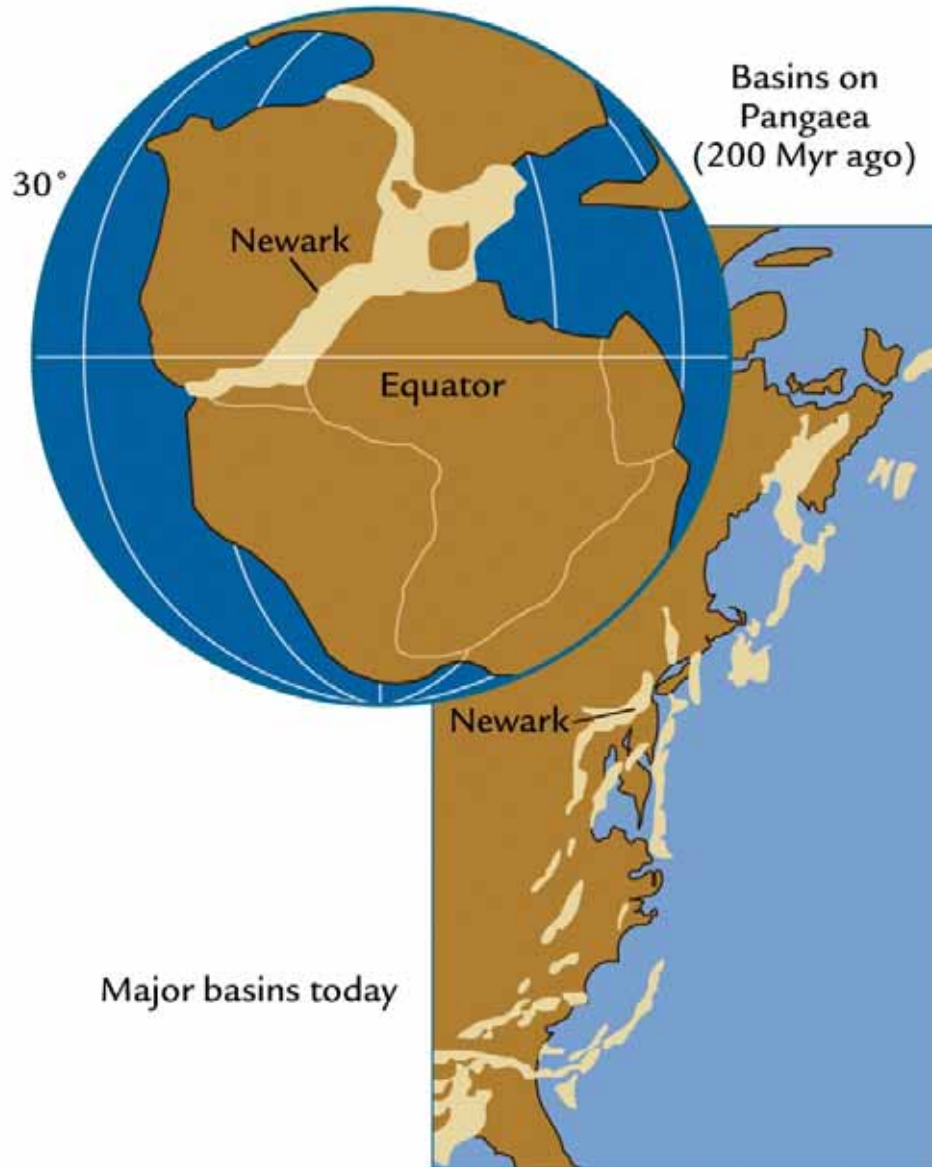 Basins on
Pangaea
(200 Myr ago)
30°
Newark
Equator
Newark
Major basins today